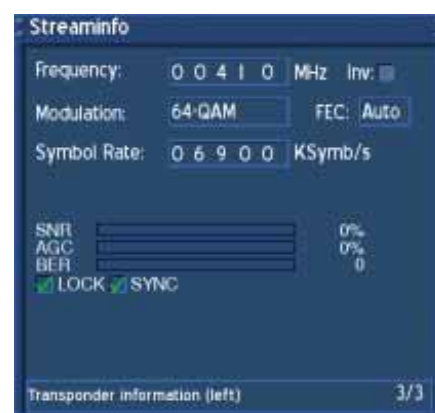 Streaminfo
Frequency: 0 0 4 1 0 MHz Inv:
Modulation: 64-QAM FEC: Auto
Symbol Rate: 0 6 9 0 0 KSymb/s
SNR 0%
AGC 0%
BER 0
LOCK SYNC
Transponder information (left) 3/3